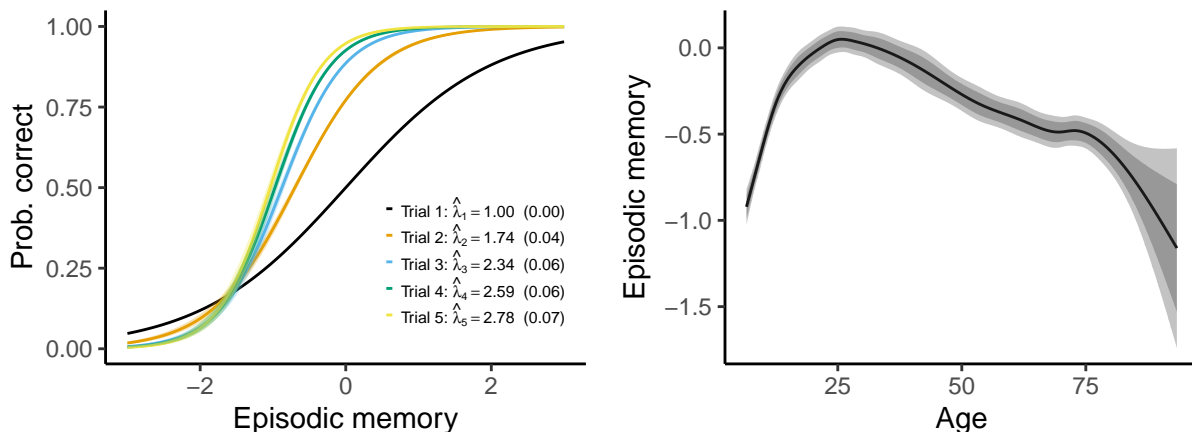 1.00
0.75
0.50
0.25
0.00
Prob. correct
Trial 1: λ̂₁ = 1.00 (0.00)
Trial 2: λ̂₂ = 1.74 (0.04)
Trial 3: λ̂₃ = 2.34 (0.06)
Trial 4: λ̂₄ = 2.59 (0.06)
Trial 5: λ̂₅ = 2.78 (0.07)
−2 0 2
Episodic memory
0.0
−0.5
−1.0
−1.5
Episodic memory
25 50 75
Age